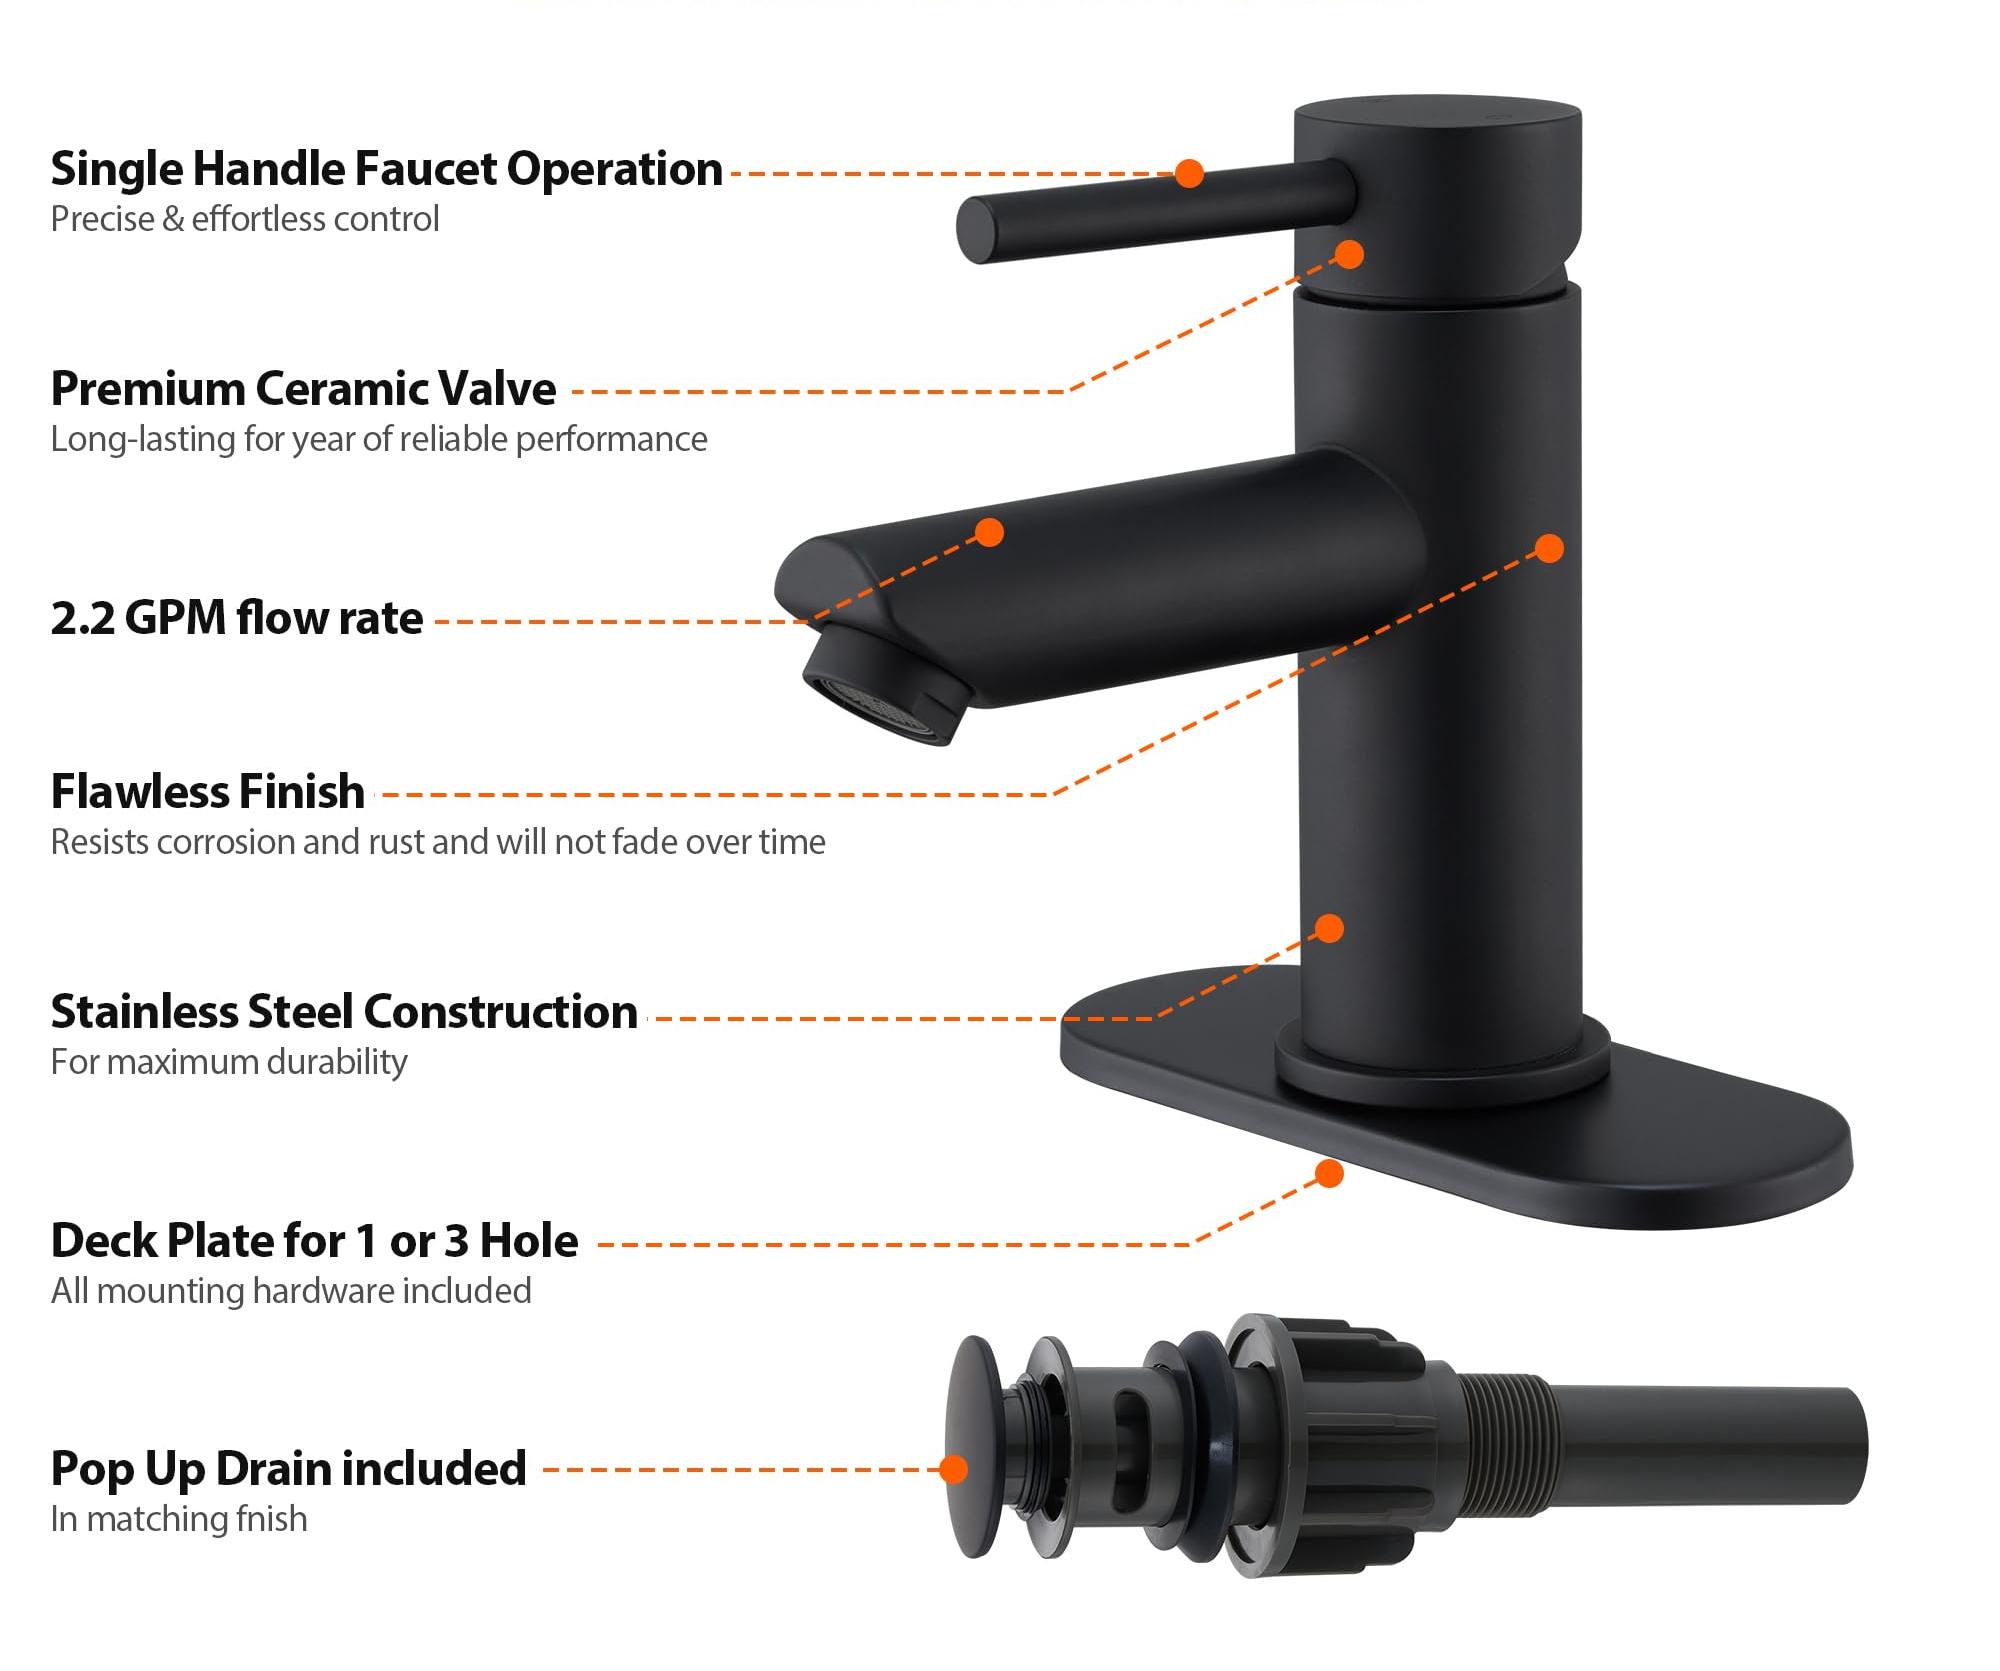 Single Handle Faucet Operation
Precise & effortless control
Premium Ceramic Valve
Long-lasting for year of reliable performance
2.2 GPM flow rate
Flawless Finish
Resists corrosion and rust and will not fade over time
Stainless Steel Construction
For maximum durability
Deck Plate for 1 or 3 Hole
All mounting hardware included
Pop Up Drain included
In matching fnish